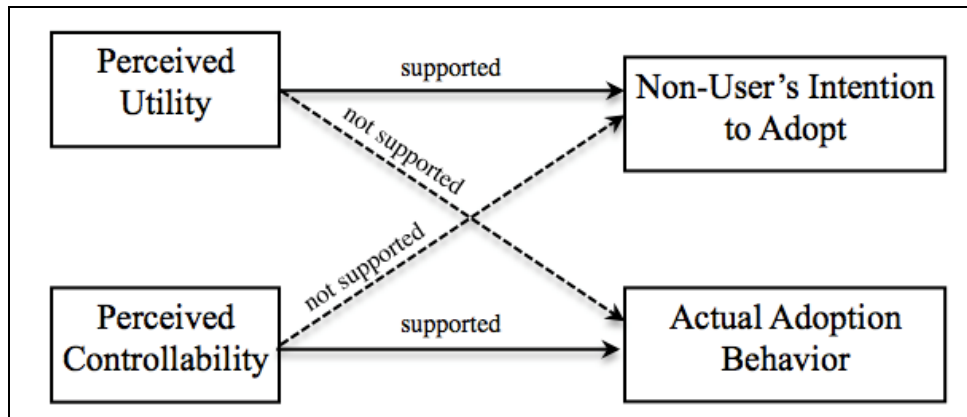 Perceived
Utility
supported
Non-User's Intention
to Adopt
not supported
not supported
Perceived
Controllability
supported
Actual Adoption
Behavior